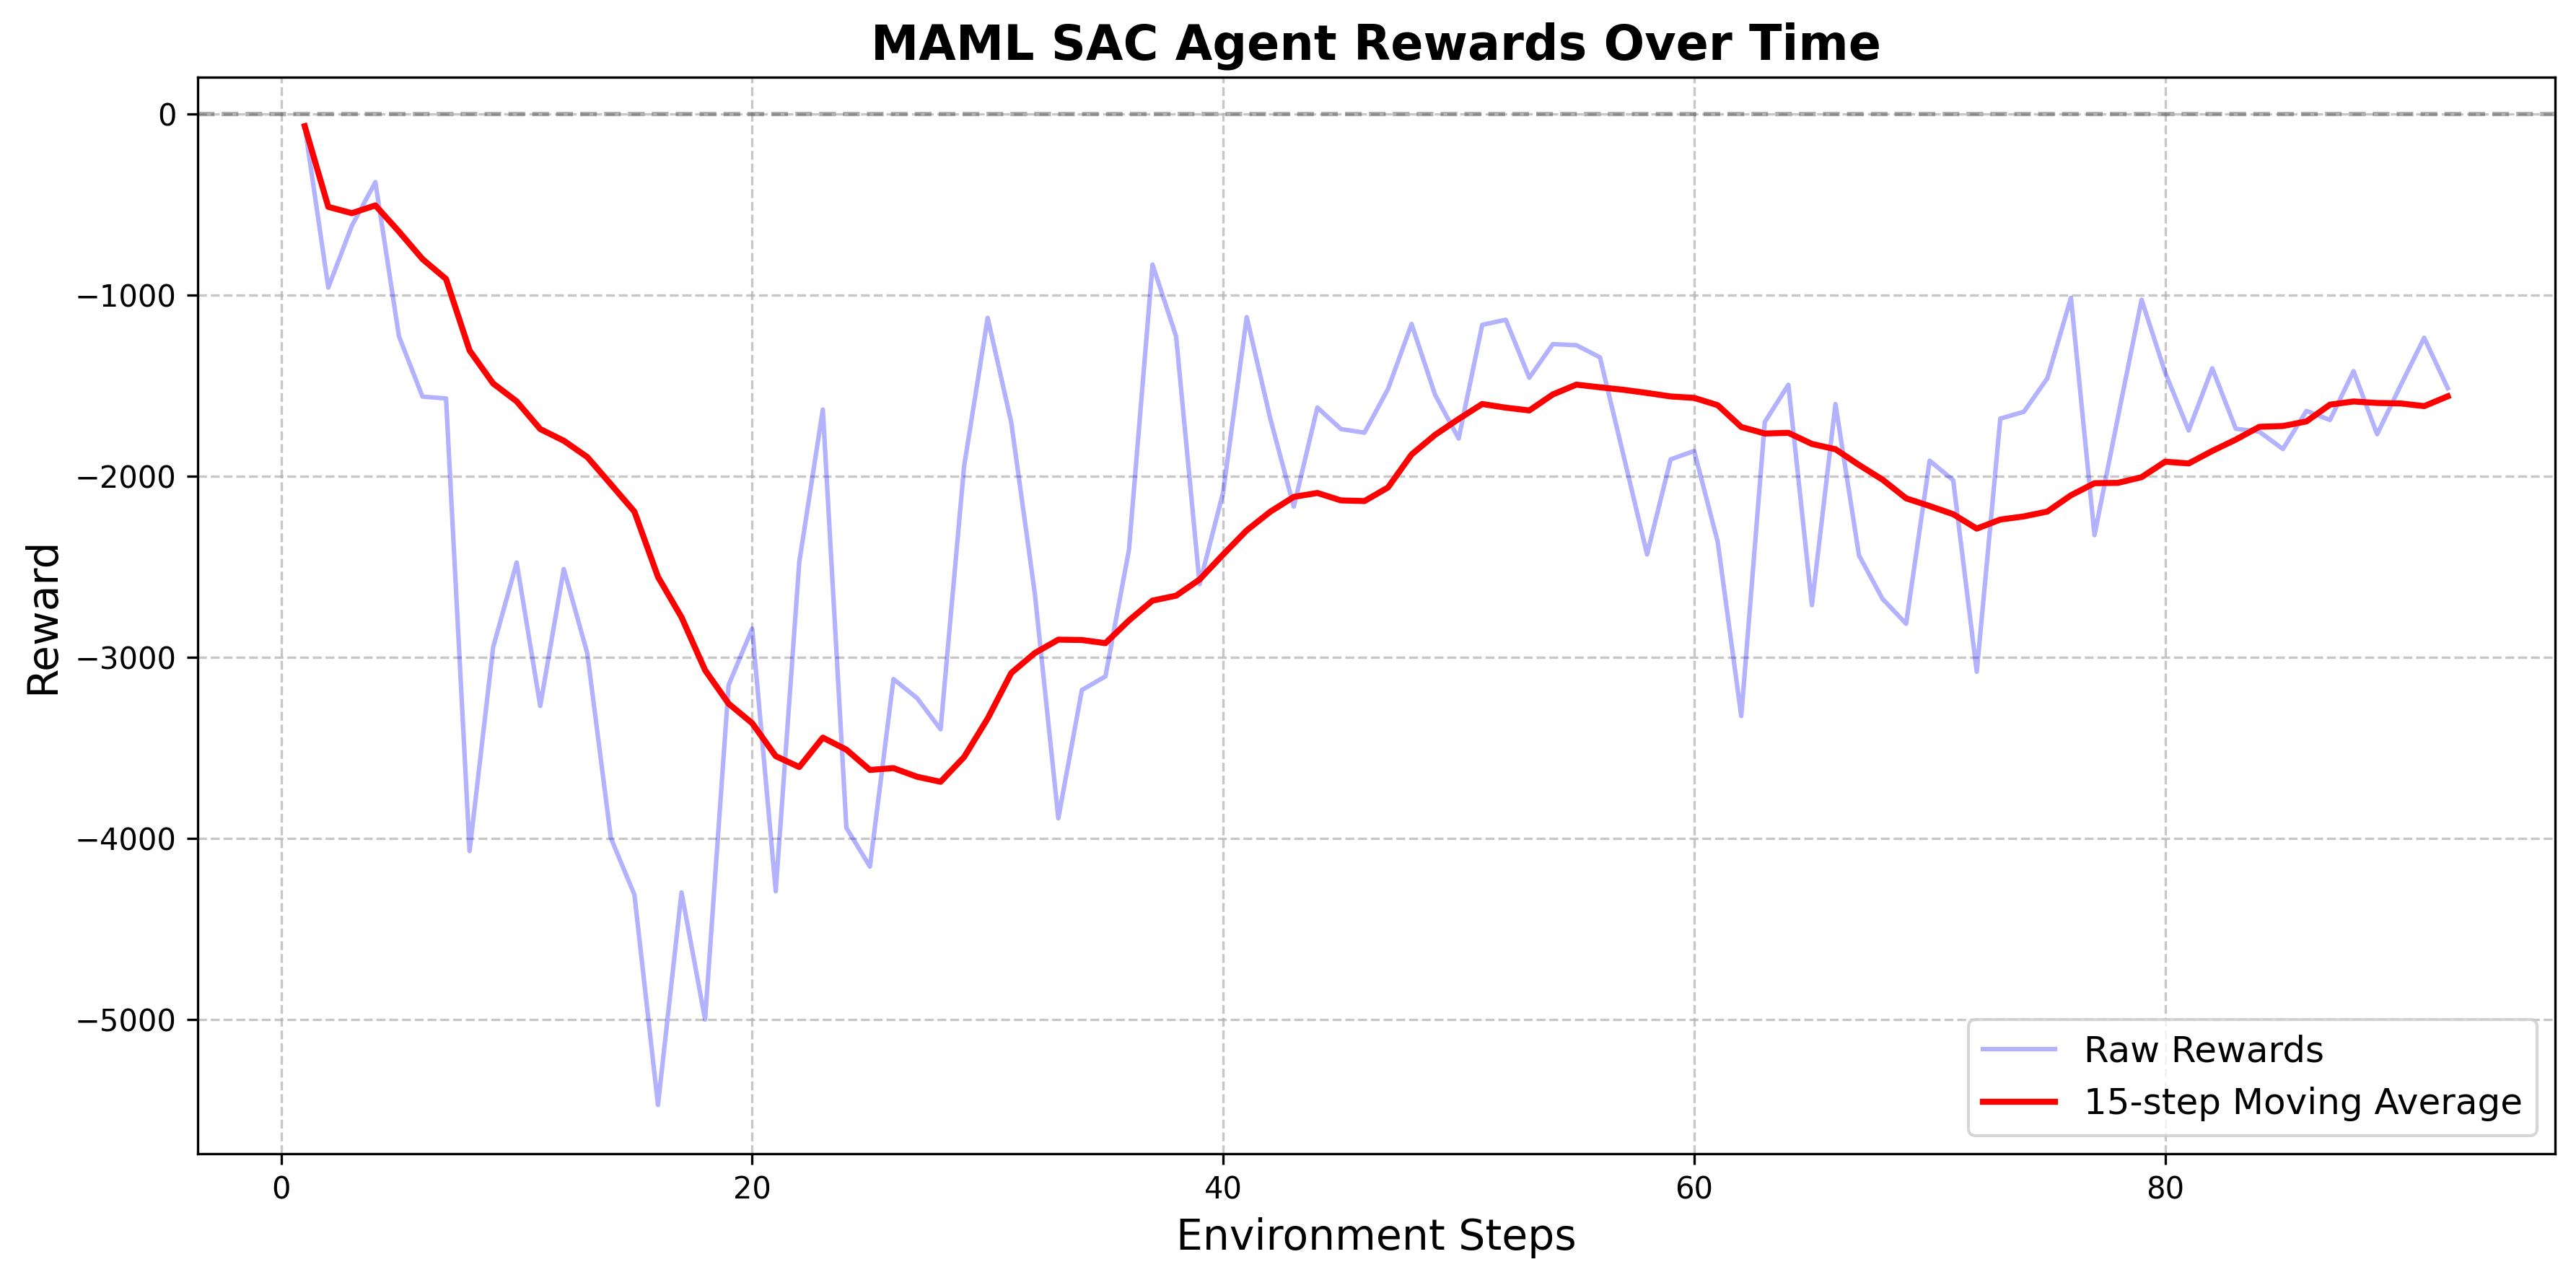 MAML SAC Agent Rewards Over Time
Reward
0
−1000
−2000
−3000
−4000
−5000
Raw Rewards
15-step Moving Average
0 20 40 60 80
Environment Steps